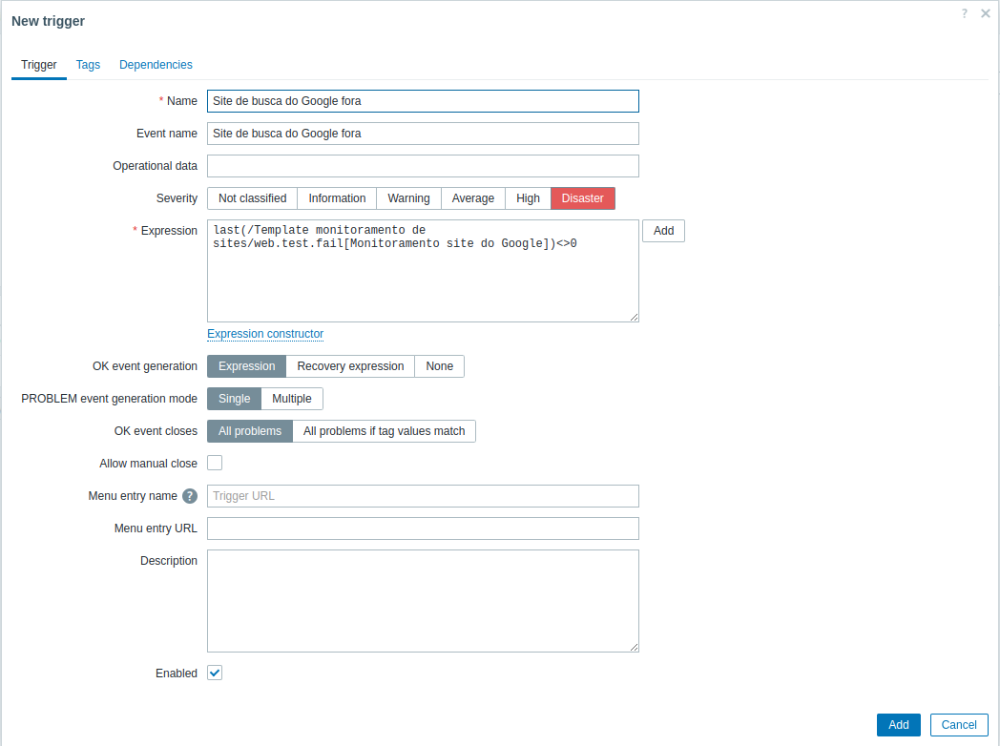 New trigger
?
Trigger Tags Dependencies
* Name Site de busca do Google fora
Event name Site de busca do Google fora
Operational data
Severity Not classified Information Warning Average High Disaster
* Expression last(/Template monitoramento de
sites/web.test.fail[Monitoramento site do Google])<>0
Add
Expression constructor
OK event generation Expression Recovery expression None
PROBLEM event generation mode Single Multiple
OK event closes All problems All problems if tag values match
Allow manual close
Menu entry name ? Trigger URL
Menu entry URL
Description
Enabled
Add Cancel